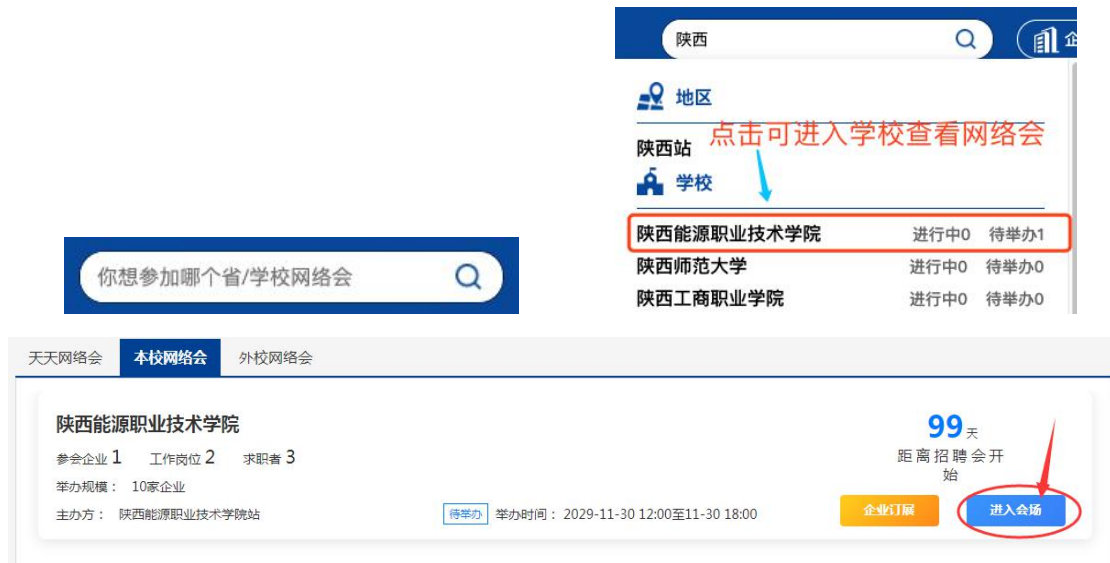 陕西
企
地区
点击可进入学校查看网络会
陕西站
学校
陕西能源职业技术学院 进行中0 待举办1
陕西师范大学 进行中0 待举办0
陕西工商职业学院 进行中0 待举办0
你想参加哪个省/学校网络会
天天网络会 本校网络会 外校网络会
陕西能源职业技术学院
参会企业 1 工作岗位 2 求职者 3
举办规模： 10家企业
主办方： 陕西能源职业技术学院站
待举办 举办时间： 2029-11-30 12:00至11-30 18:00
99 天
距离招聘会开
始
企业订展 进入会场